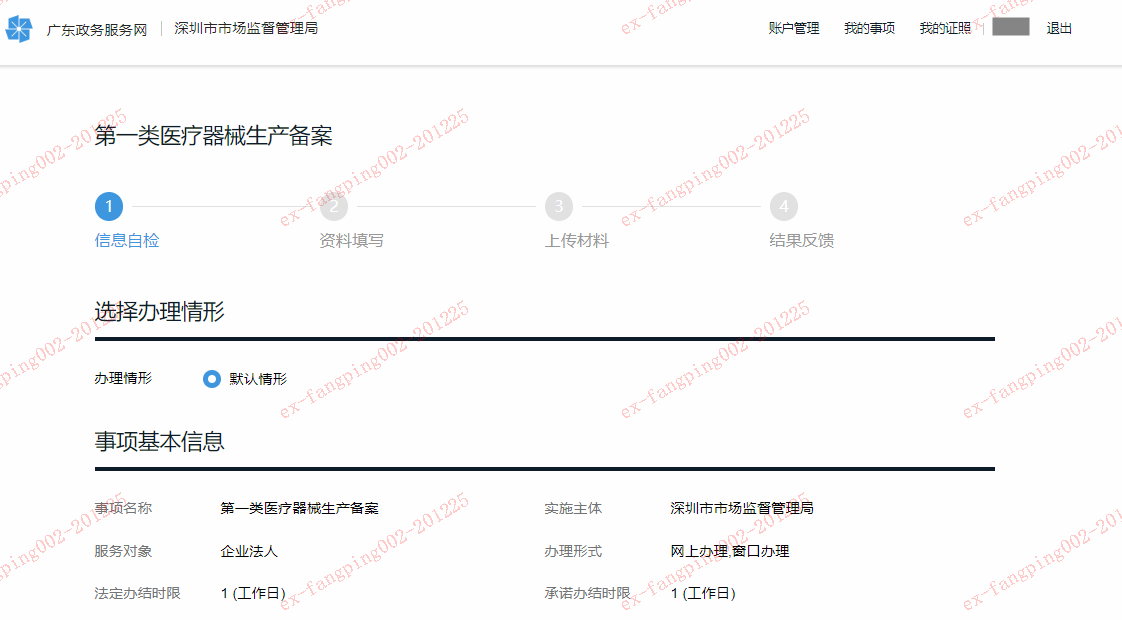 广东政务服务网 深圳市市场监督管理局 账户管理 我的事项 我的证照 退出
第一类医疗器械生产备案
1 2 3 4
信息自检 资料填写 上传材料 结果反馈
选择办理情形
办理情形 默认情形
事项基本信息
事项名称 第一类医疗器械生产备案 实施主体 深圳市市场监督管理局
服务对象 企业法人 办理形式 网上办理,窗口办理
法定办结时限 1 (工作日) 承诺办结时限 1 (工作日)
ex-fangping002-201225